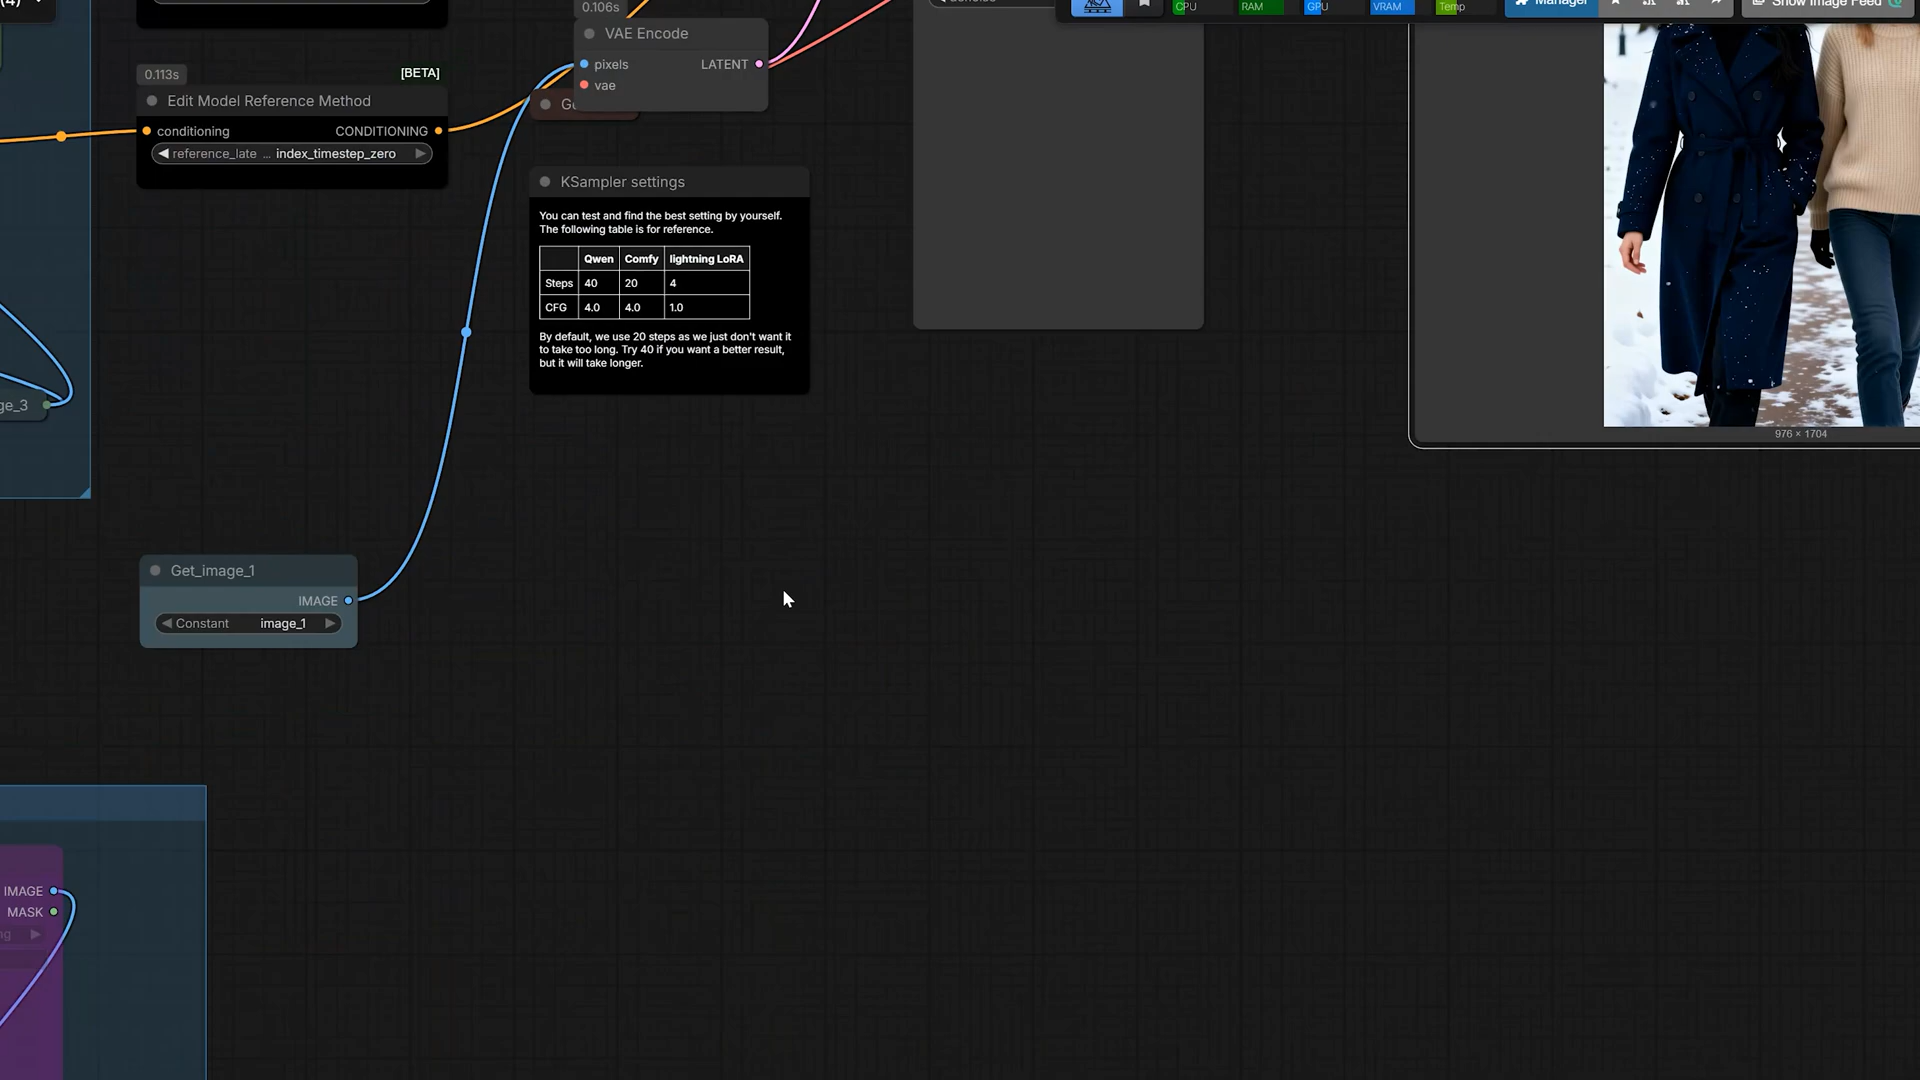 (4)
0.106s
VAE Encode
pixels
LATENT
vae
CPU
RAM
GPU
VRAM
Temp
Manager
Show Image Feed
0.113s
[BETA]
Edit Model Reference Method
conditioning
CONDITIONING
reference_late ...
index_timestep_zero
KSampler settings
You can test and find the best setting by yourself.
The following table is for reference.
Qwen
Comfy
lightning LoRA
Steps
40
20
4
CFG
4.0
4.0
1.0
By default, we use 20 steps as we just don't want it
to take too long. Try 40 if you want a better result,
but it will take longer.
ge_3
976 × 1704
Get_image_1
IMAGE
Constant
image_1
IMAGE
MASK
ng